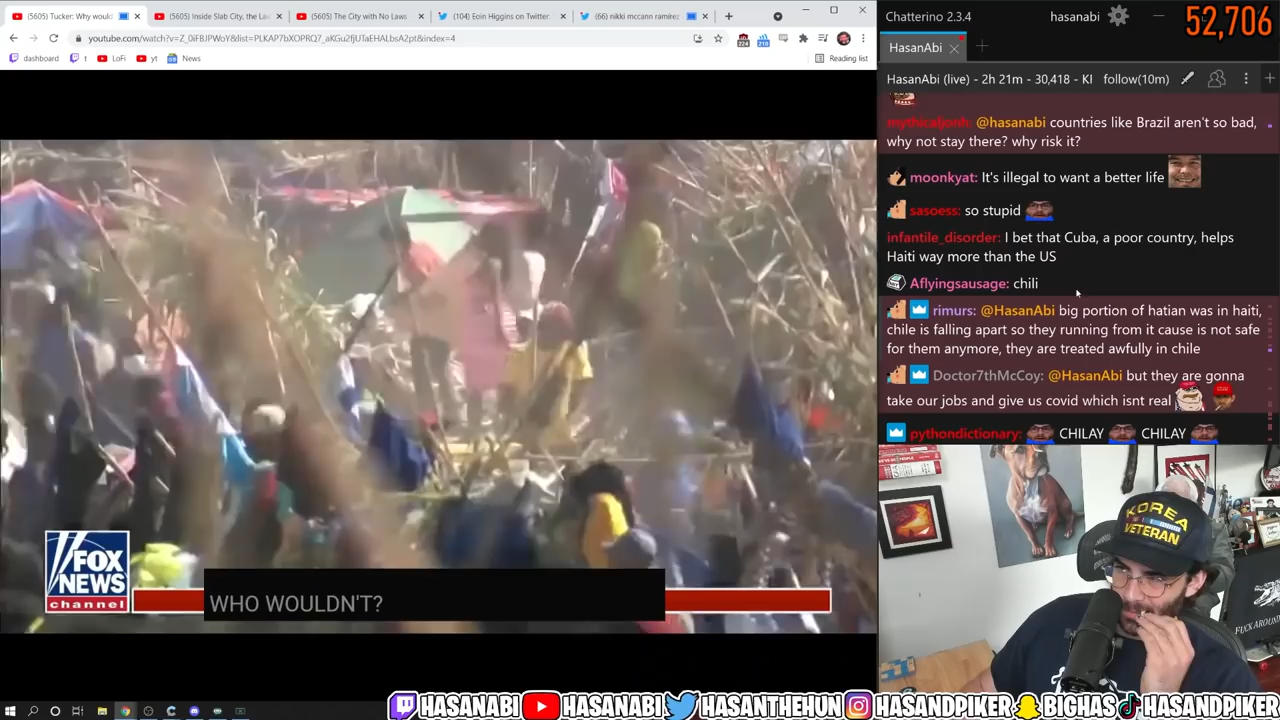 (5605) Tucker: Why would
(5605) Inside Slab City, the Law
(5605) The City with No Laws
(104) Eoin Higgins on Twitter:
(66) nikki mccann ramirez
youtube.com/watch?v=Z_0iFBJPWoY&list=PLKAP7bXOPRQ7_aKGu2fjUTaEHALbsA2pt&index=4
224
210
dashboard
t
LoFi
yt
News
Reading list
WHO WOULDN'T?
FOX
NEWS
channel
Chatterino 2.3.4
hasanabi
52,706
HasanAbi
HasanAbi (live) - 2h 21m - 30,418 - KI
follow(10m)
mythicaljonh: @hasanabi countries like Brazil aren't so bad,
why not stay there? why risk it?
moonkyat: It's illegal to want a better life
sasoess: so stupid
infantile_disorder: I bet that Cuba, a poor country, helps
Haiti way more than the US
Aflyingsausage: chili
rimurs: @HasanAbi big portion of hatian was in haiti,
chile is falling apart so they running from it cause is not safe
for them anymore, they are treated awfully in chile
Doctor7thMcCoy: @HasanAbi but they are gonna
take our jobs and give us covid which isnt real
pythondictionary: CHILAY CHILAY
KOREA
VETERAN
FUCK AROUND
HASANABI
HASANABI
HASANTHEHUN
HASANDPIKER
BIGHAS
HASANDPIKER